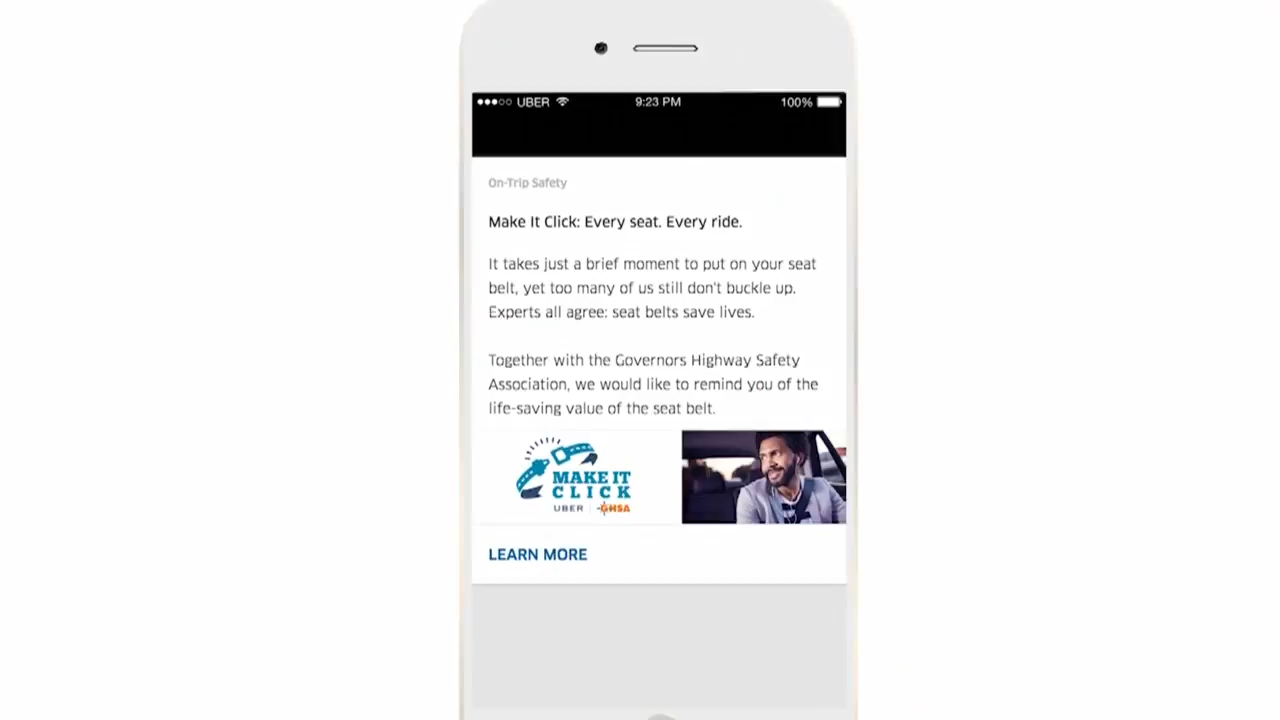 UBER 9:23 PM 100%
On-Trip Safety
Make It Click: Every seat. Every ride.
It takes just a brief moment to put on your seat
belt, yet too many of us still don't buckle up.
Experts all agree: seat belts save lives.
Together with the Governors Highway Safety
Association, we would like to remind you of the
life-saving value of the seat belt.
MAKE IT
CLICK
UBER GHSA
LEARN MORE